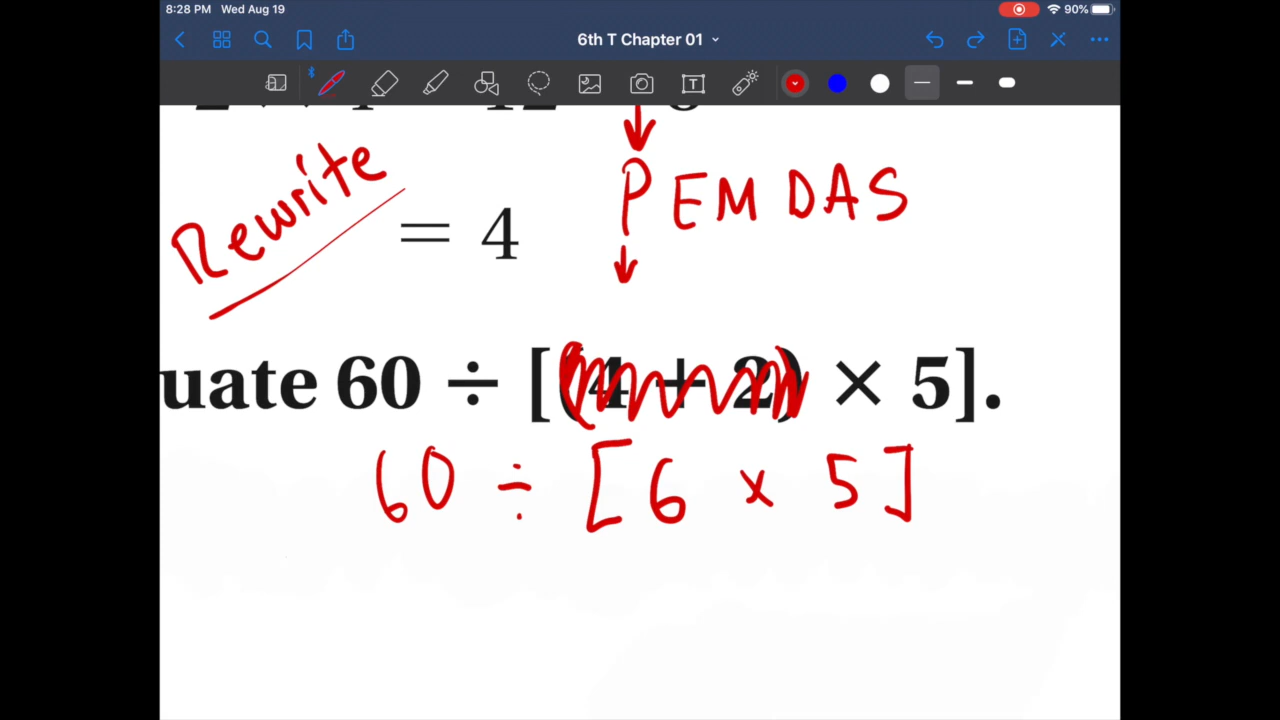 8:28 PM Wed Aug 19
90%
6th T Chapter 01
T
Rewrite
PEMDAS
= 4
uate 60 ÷ [(4 + 2) × 5].
60 ÷ [6 × 5]